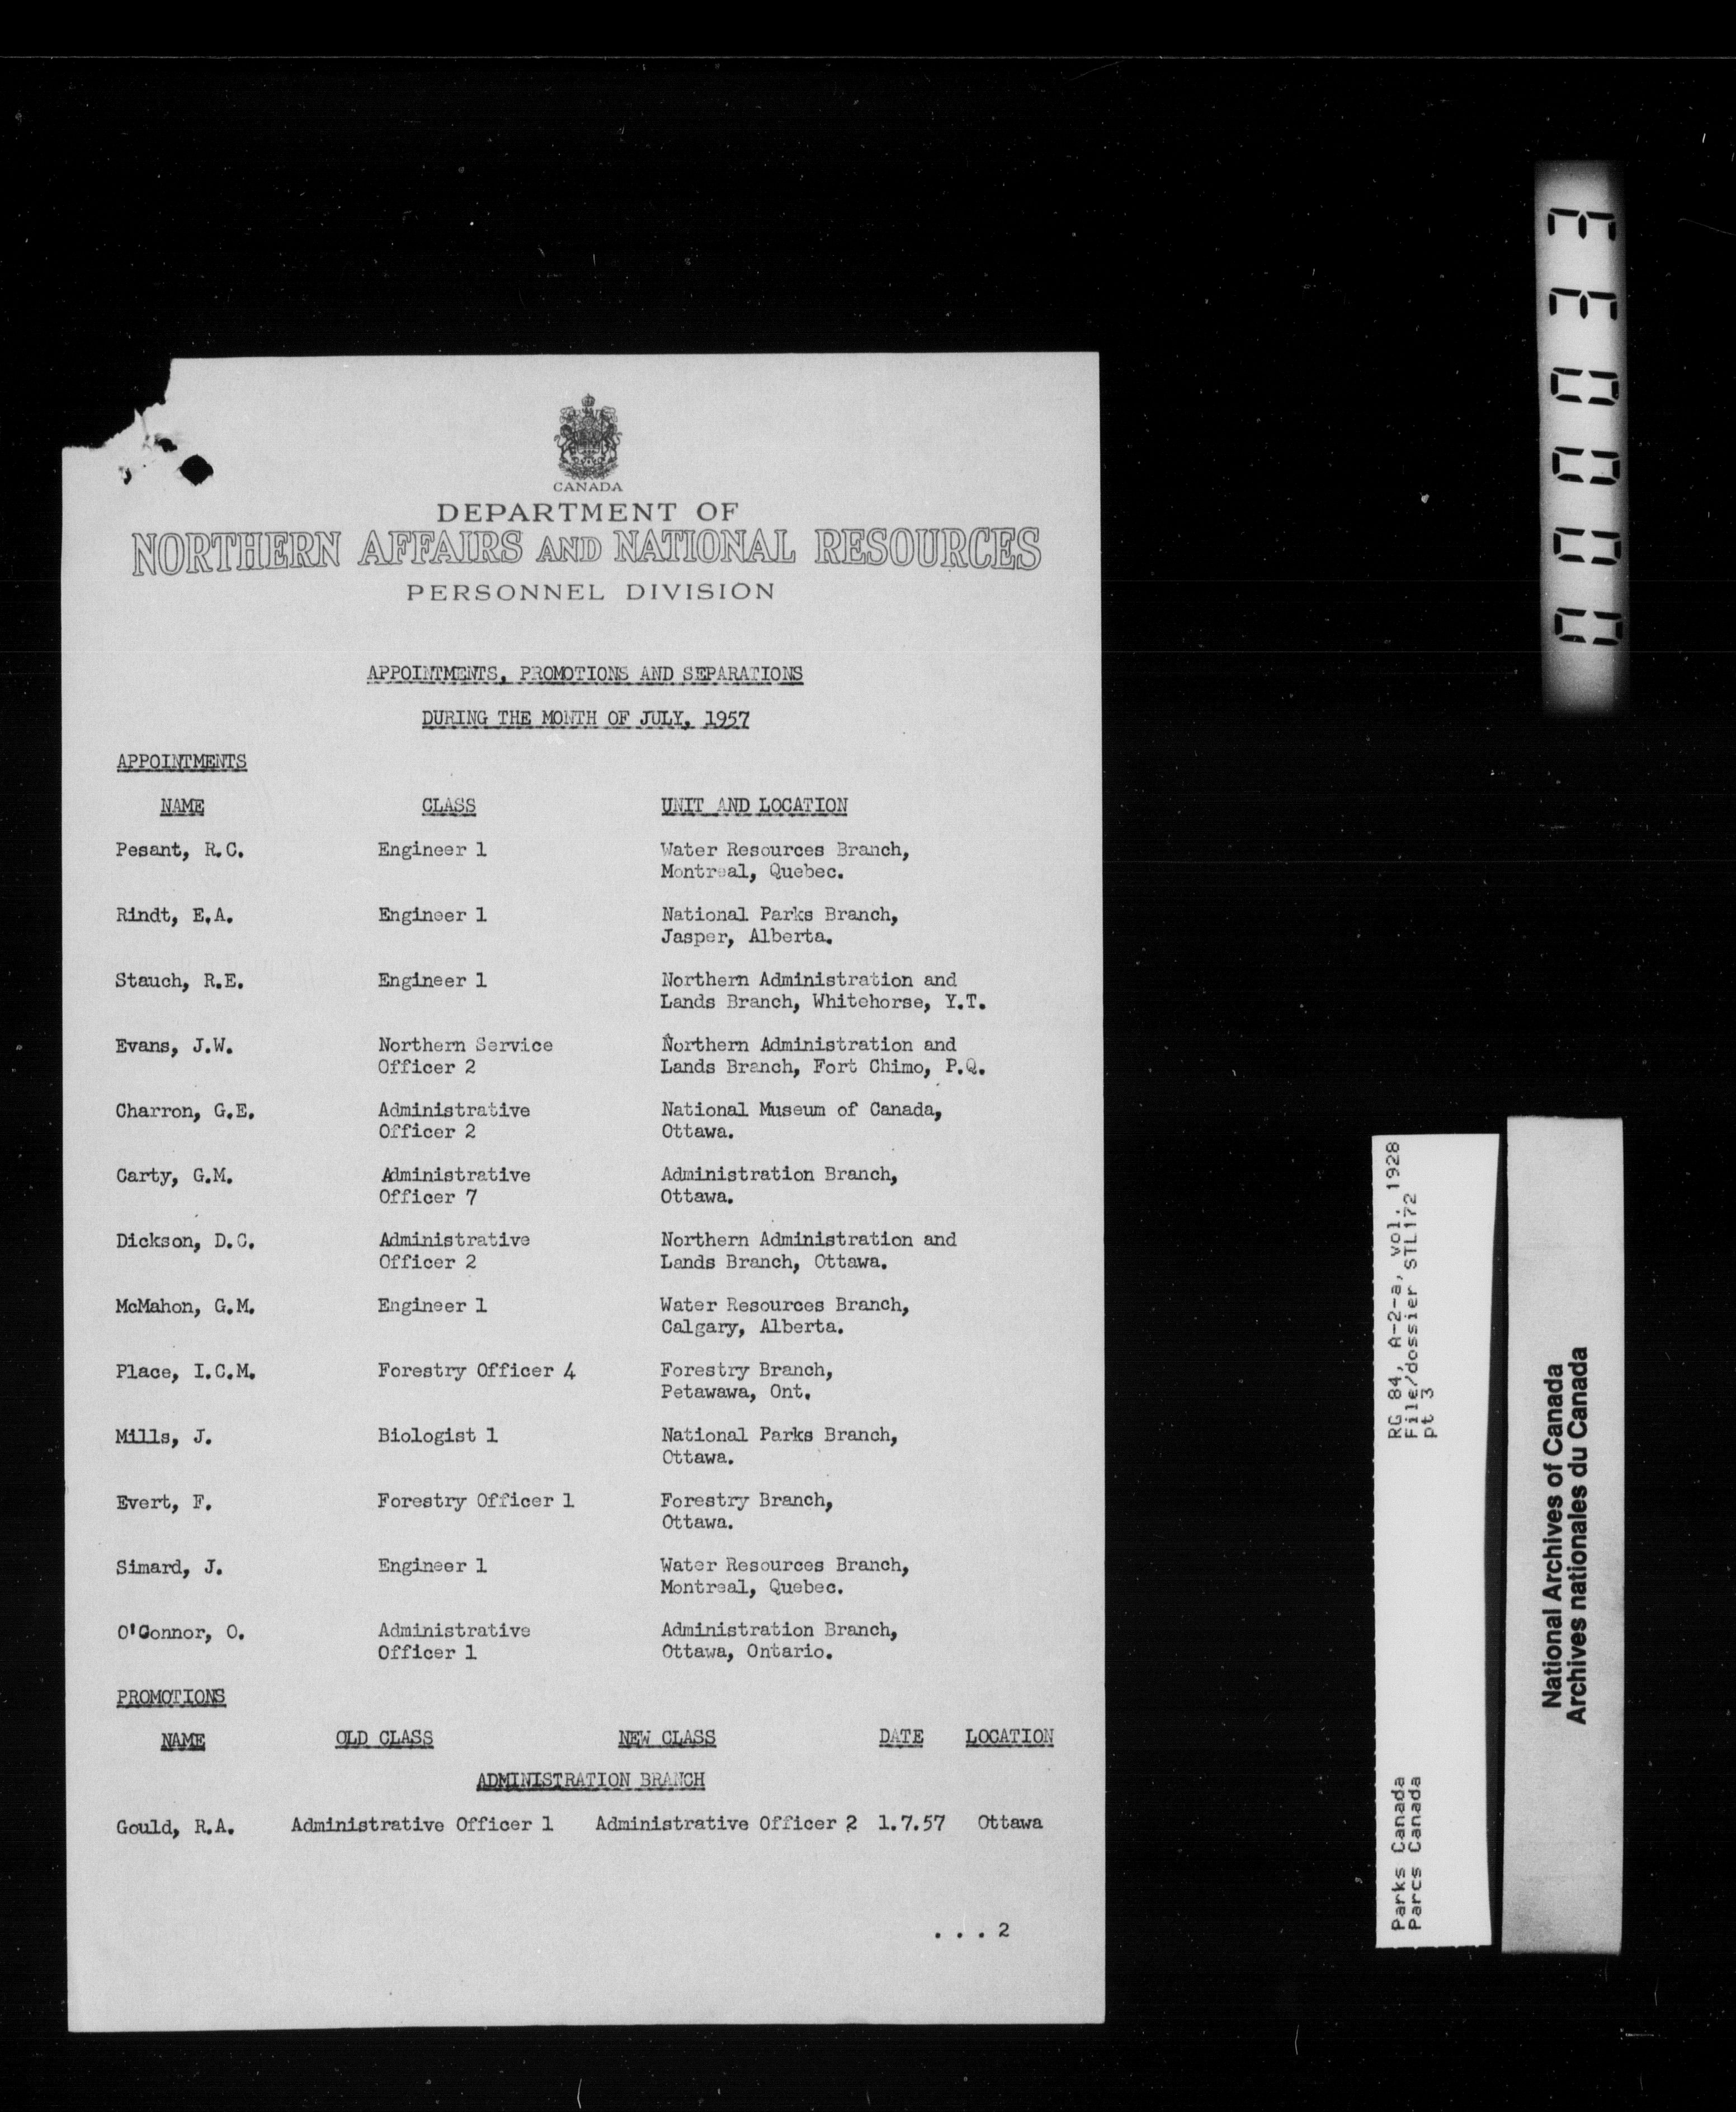 CANADA
DEPARTMENT OF
NORTHERN AFFAIRS AND NATIONAL RESOURCES
PERSONNEL DIVISION
APPOINTMENTS, PROMOTIONS AND SEPARATIONS
DURING THE MONTH OF JULY, 1957
APPOINTMENTS
NAME CLASS UNIT AND LOCATION
Pesant, R.C. Engineer 1 Water Resources Branch,
Montreal, Quebec.
Rindt, E.A. Engineer 1 National Parks Branch,
Jasper, Alberta.
Stauch, R.E. Engineer 1 Northern Administration and
Lands Branch, Whitehorse, Y.T.
Evans, J.W. Northern Service Northern Administration and
Officer 2 Lands Branch, Fort Chimo, P.Q.
Charron, G.E. Administrative National Museum of Canada,
Officer 2 Ottawa.
Carty, G.M. Administrative Administration Branch,
Officer 7 Ottawa.
Dickson, D.C. Administrative Northern Administration and
Officer 2 Lands Branch, Ottawa.
McMahon, G.M. Engineer 1 Water Resources Branch,
Calgary, Alberta.
Place, I.C.M. Forestry Officer 4 Forestry Branch,
Petawawa, Ont.
Mills, J. Biologist 1 National Parks Branch,
Ottawa.
Evert, F. Forestry Officer 1 Forestry Branch,
Ottawa.
Simard, J. Engineer 1 Water Resources Branch,
Montreal, Quebec.
O'Connor, O. Administrative Administration Branch,
Officer 1 Ottawa, Ontario.
PROMOTIONS
NAME OLD CLASS NEW CLASS DATE LOCATION
ADMINISTRATION BRANCH
Gould, R.A. Administrative Officer 1 Administrative Officer 2 1.7.57 Ottawa
. . . 2
000033
Parks Canada RG 84, A-2-a, vol. 1928
Parcs Canada File/dossier STL172
pt 3
National Archives of Canada
Archives nationales du Canada